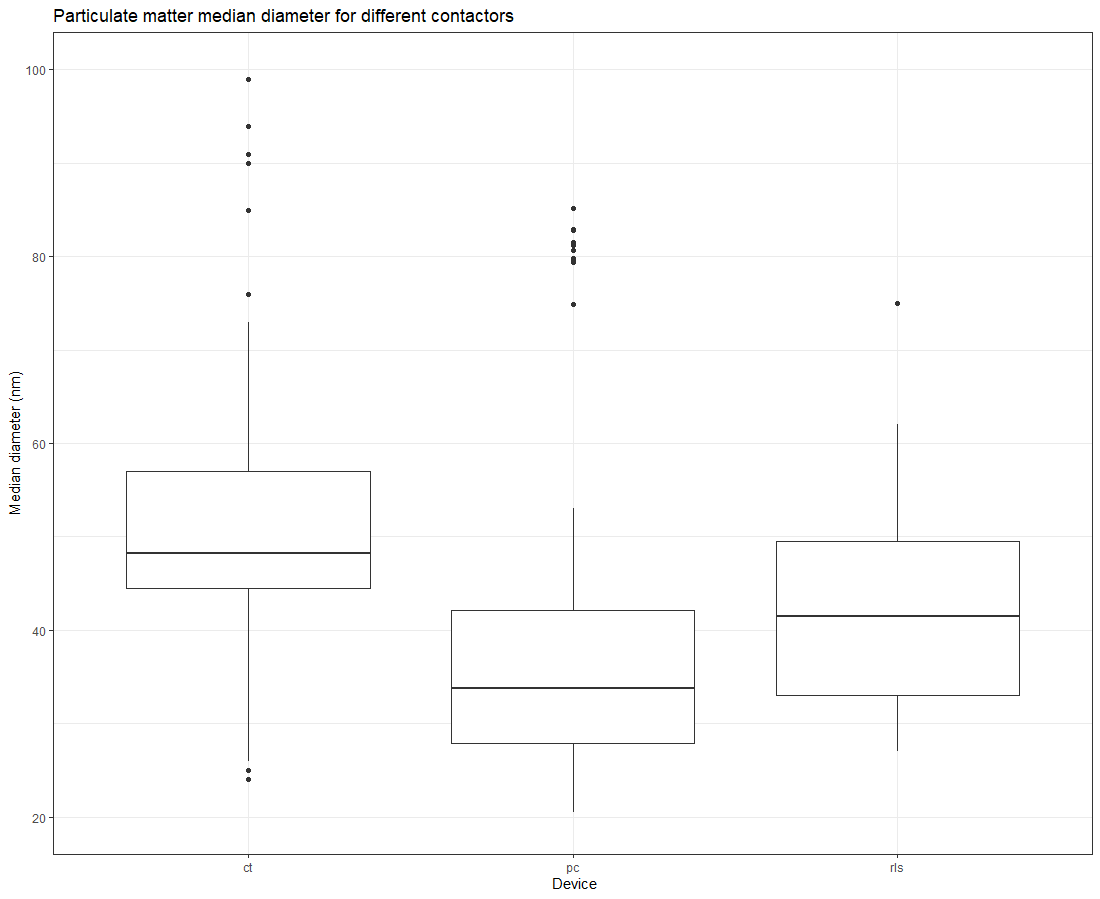 Particulate matter median diameter for different contactors
100
80
60
40
20
Median diameter (nm)
ct
pc
rls
Device